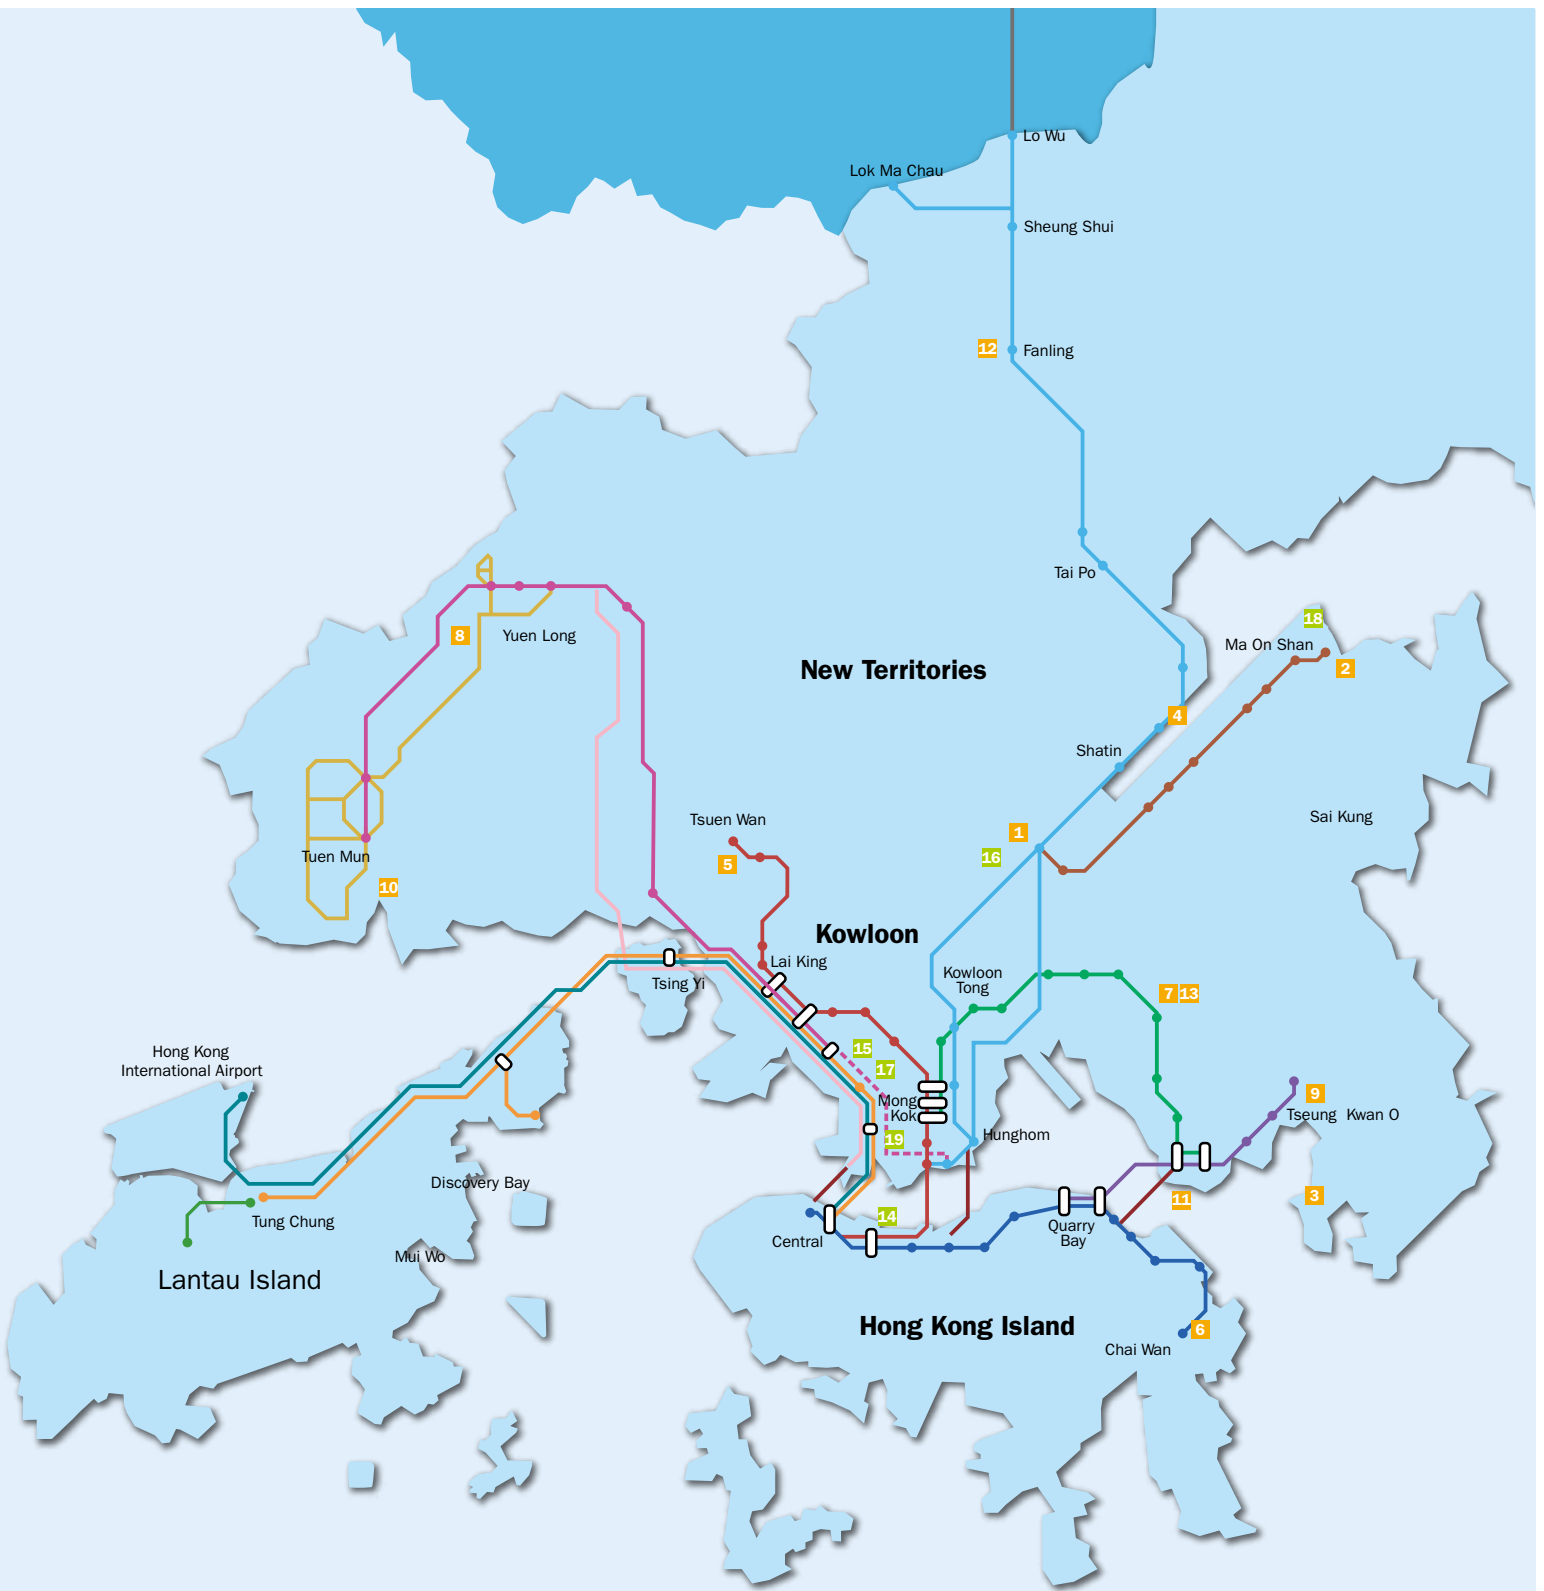 Lo Wu
Lok Ma Chau
Sheung Shui
12
Fanling
Tai Po
18
8
Yuen Long
Ma On Shan
New Territories
2
4
Shatin
Tsuen Wan
Sai Kung
1
Tuen Mun
16
5
10
Kowloon
Lai King
Kowloon
Tong
Tsing Yi
7
13
Hong Kong
International Airport
15
17
9
Mong
Kok
Tseung Kwan O
19
Hunghom
Discovery Bay
3
11
Tung Chung
14
Central
Quarry
Bay
Mui Wo
Lantau Island
Hong Kong Island
6
Chai Wan